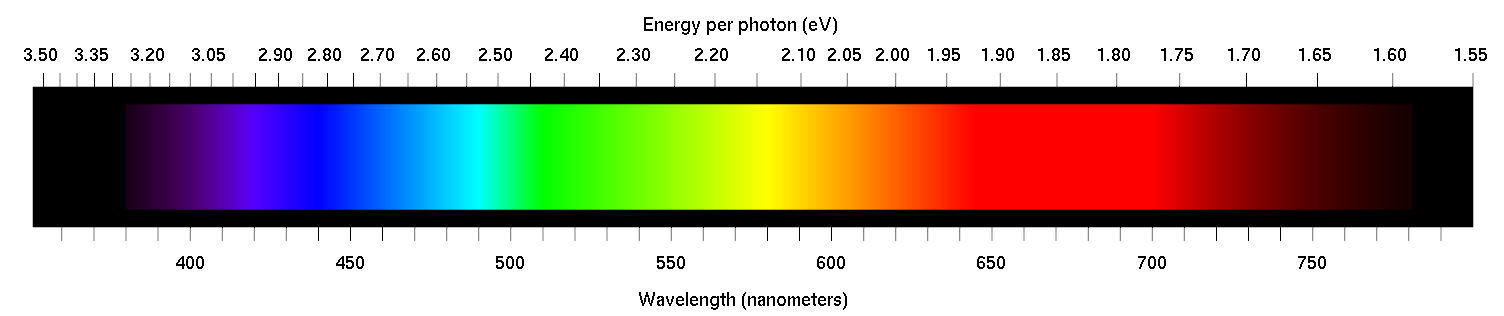 Energy per photon (eV)
3.50 3.35 3.20 3.05 2.90 2.80 2.70 2.60 2.50 2.40 2.30 2.20 2.10 2.05 2.00 1.95 1.90 1.85 1.80 1.75 1.70 1.65 1.60 1.55
400 450 500 550 600 650 700 750
Wavelength (nanometers)